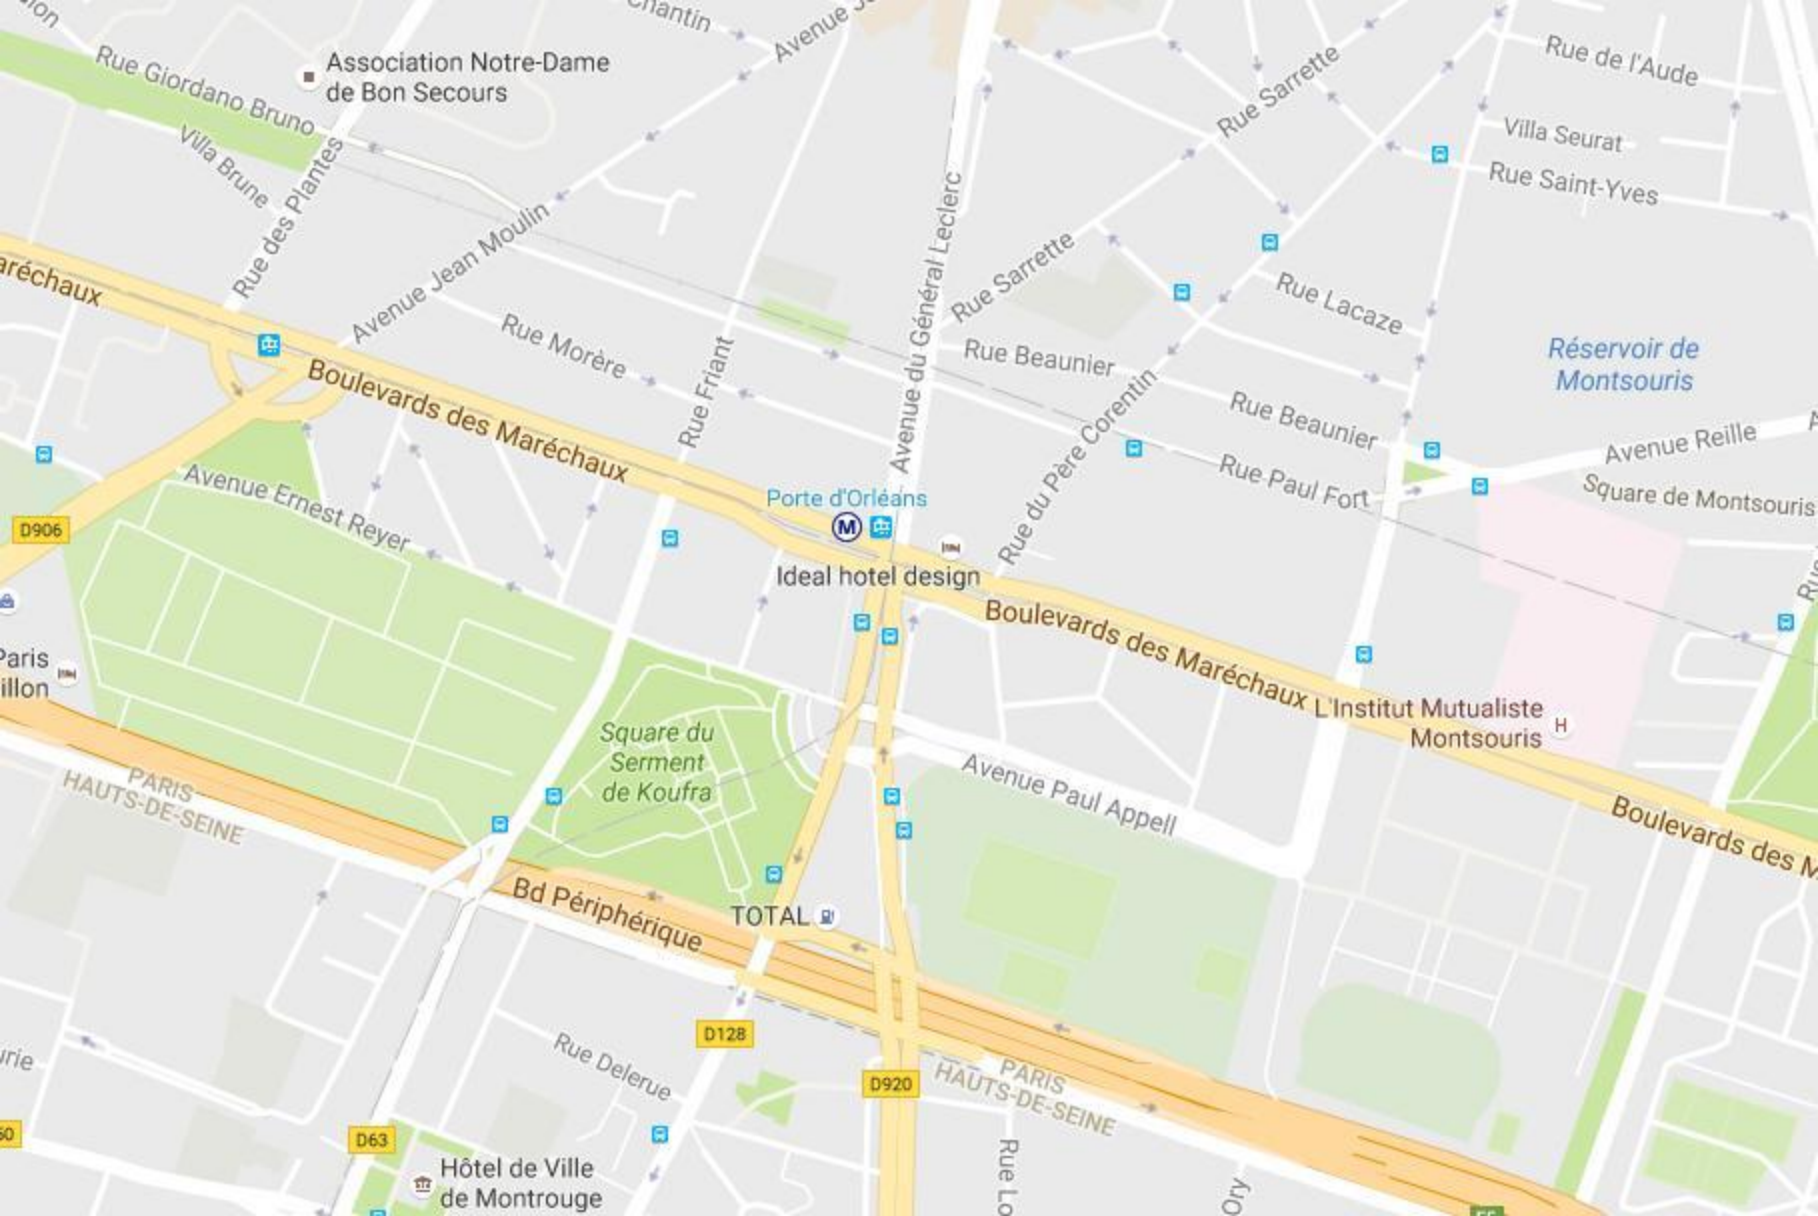 Chantin
Avenue J
Rue Giordano Bruno
Association Notre-Dame
de Bon Secours
Villa Brune
Rue des Plantes
Avenue Jean Moulin
Rue Sarrette
Rue de l'Aude
Villa Seurat
Rue Saint-Yves
Avenue du Général Leclerc
Rue Sarrette
Rue Lacaze
Rue Morère
Rue Friant
Rue Beaunier
Rue Beaunier
Réservoir de
Montsouris
Rue du Père Corentin
Rue Paul Fort
Avenue Reille
Square de Montsouris
Boulevards des Maréchaux
Avenue Ernest Reyer
Porte d'Orléans
M
Ideal hotel design
D906
Boulevards des Maréchaux
Paris
illon
Square du
Serment
de Koufra
L'Institut Mutualiste
Montsouris
H
Avenue Paul Appell
Boulevards des M
PARIS
HAUTS-DE-SEINE
Bd Périphérique
TOTAL
D128
Rue Delerue
D920
PARIS
HAUTS-DE-SEINE
D63
Hôtel de Ville
de Montrouge
Rue Lo
Ory